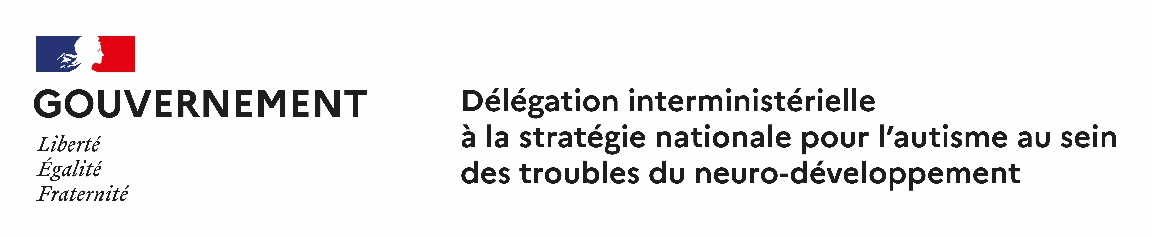 GOUVERNEMENT
Liberté
Égalité
Fraternité
Délégation interministérielle
à la stratégie nationale pour l’autisme au sein
des troubles du neuro-développement